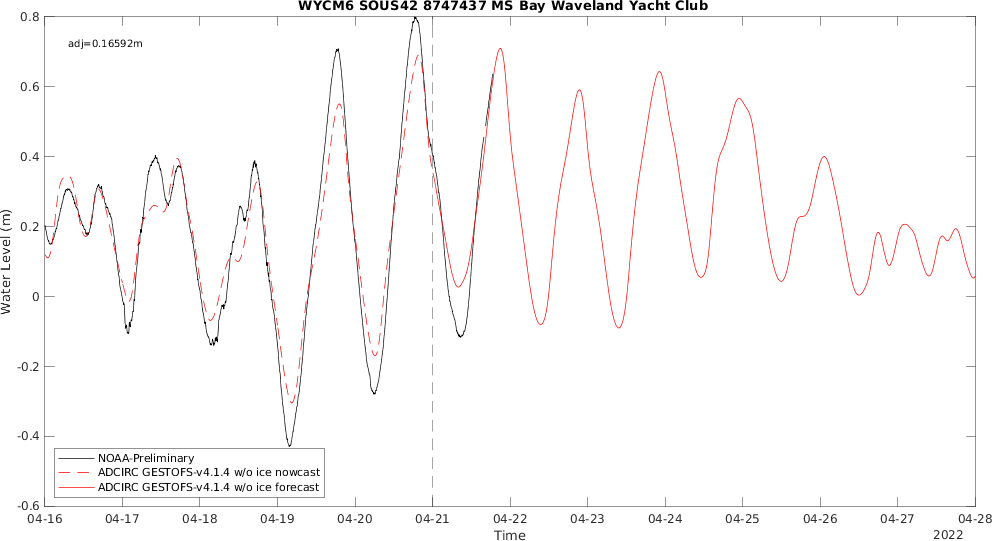 WYCM6 SOUS42 8747437 MS Bay Waveland Yacht Club
adj=0.16592m
Water Level (m)
0.8
0.6
0.4
0.2
0
-0.2
-0.4
-0.6
NOAA-Preliminary
ADCIRC GESTOFS-v4.1.4 w/o ice nowcast
ADCIRC GESTOFS-v4.1.4 w/o ice forecast
04-16 04-17 04-18 04-19 04-20 04-21 04-22 04-23 04-24 04-25 04-26 04-27 04-28
Time
2022